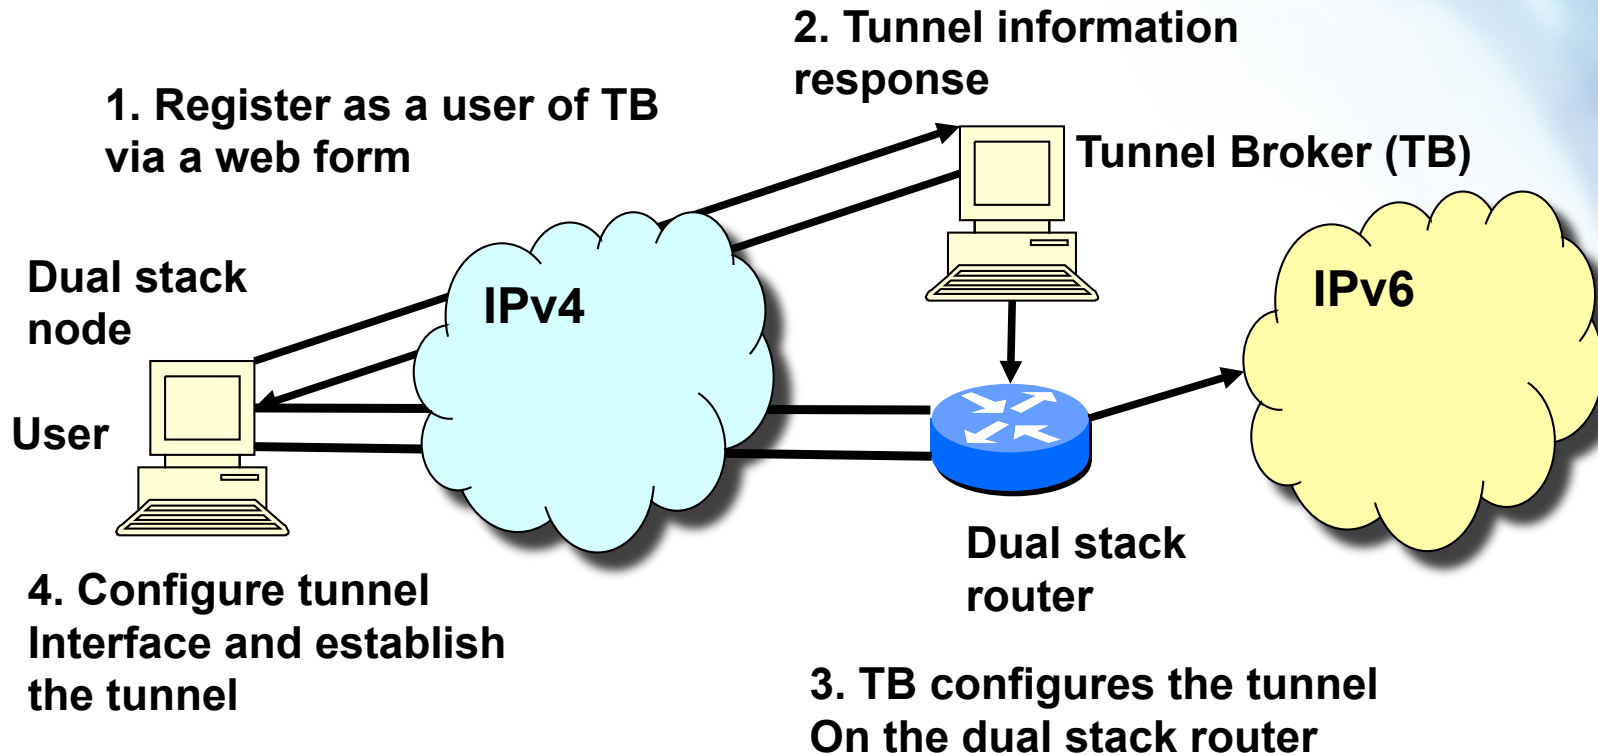 1. Register as a user of TB
via a web form
2. Tunnel information
response
Tunnel Broker (TB)
Dual stack
node
IPv4
IPv6
User
Dual stack
router
4. Configure tunnel
Interface and establish
the tunnel
3. TB configures the tunnel
On the dual stack router